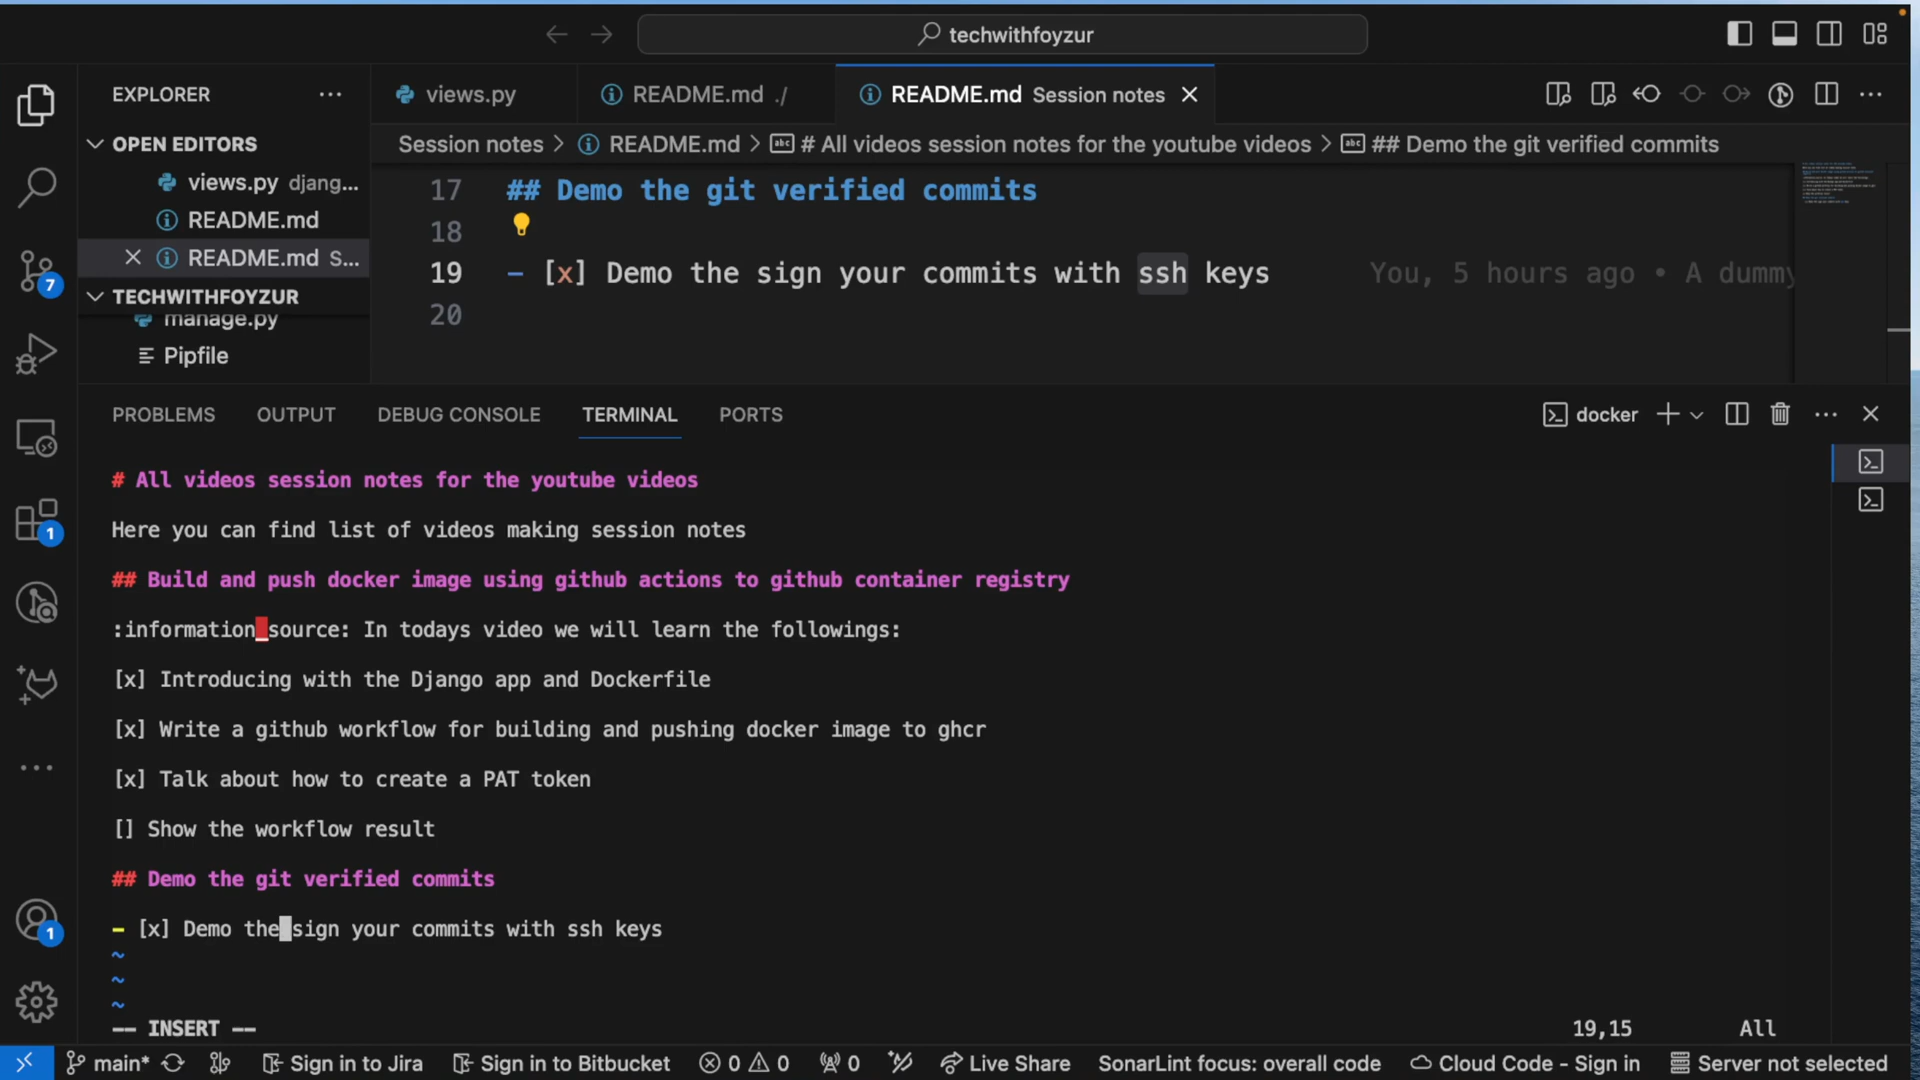 techwithfoyzur
EXPLORER
views.py
README.md ./
README.md Session notes
OPEN EDITORS
Session notes > README.md > # All videos session notes for the youtube videos > ## Demo the git verified commits
views.py djang...
README.md
README.md S...
TECHWITHFOYZUR
manage.py
Pipfile
17 ## Demo the git verified commits
18
19 - [x] Demo the sign your commits with ssh keys You, 5 hours ago • A dummy
20
7
1
1
PROBLEMS OUTPUT DEBUG CONSOLE TERMINAL PORTS
docker
# All videos session notes for the youtube videos
Here you can find list of videos making session notes
## Build and push docker image using github actions to github container registry
:information_source: In todays video we will learn the followings:
[x] Introducing with the Django app and Dockerfile
[x] Write a github workflow for building and pushing docker image to ghcr
[x] Talk about how to create a PAT token
[] Show the workflow result
## Demo the git verified commits
- [x] Demo the sign your commits with ssh keys
~
~
~
-- INSERT -- 19,15 All
main* Sign in to Jira Sign in to Bitbucket 0 0 0 Live Share SonarLint focus: overall code Cloud Code - Sign in Server not selected